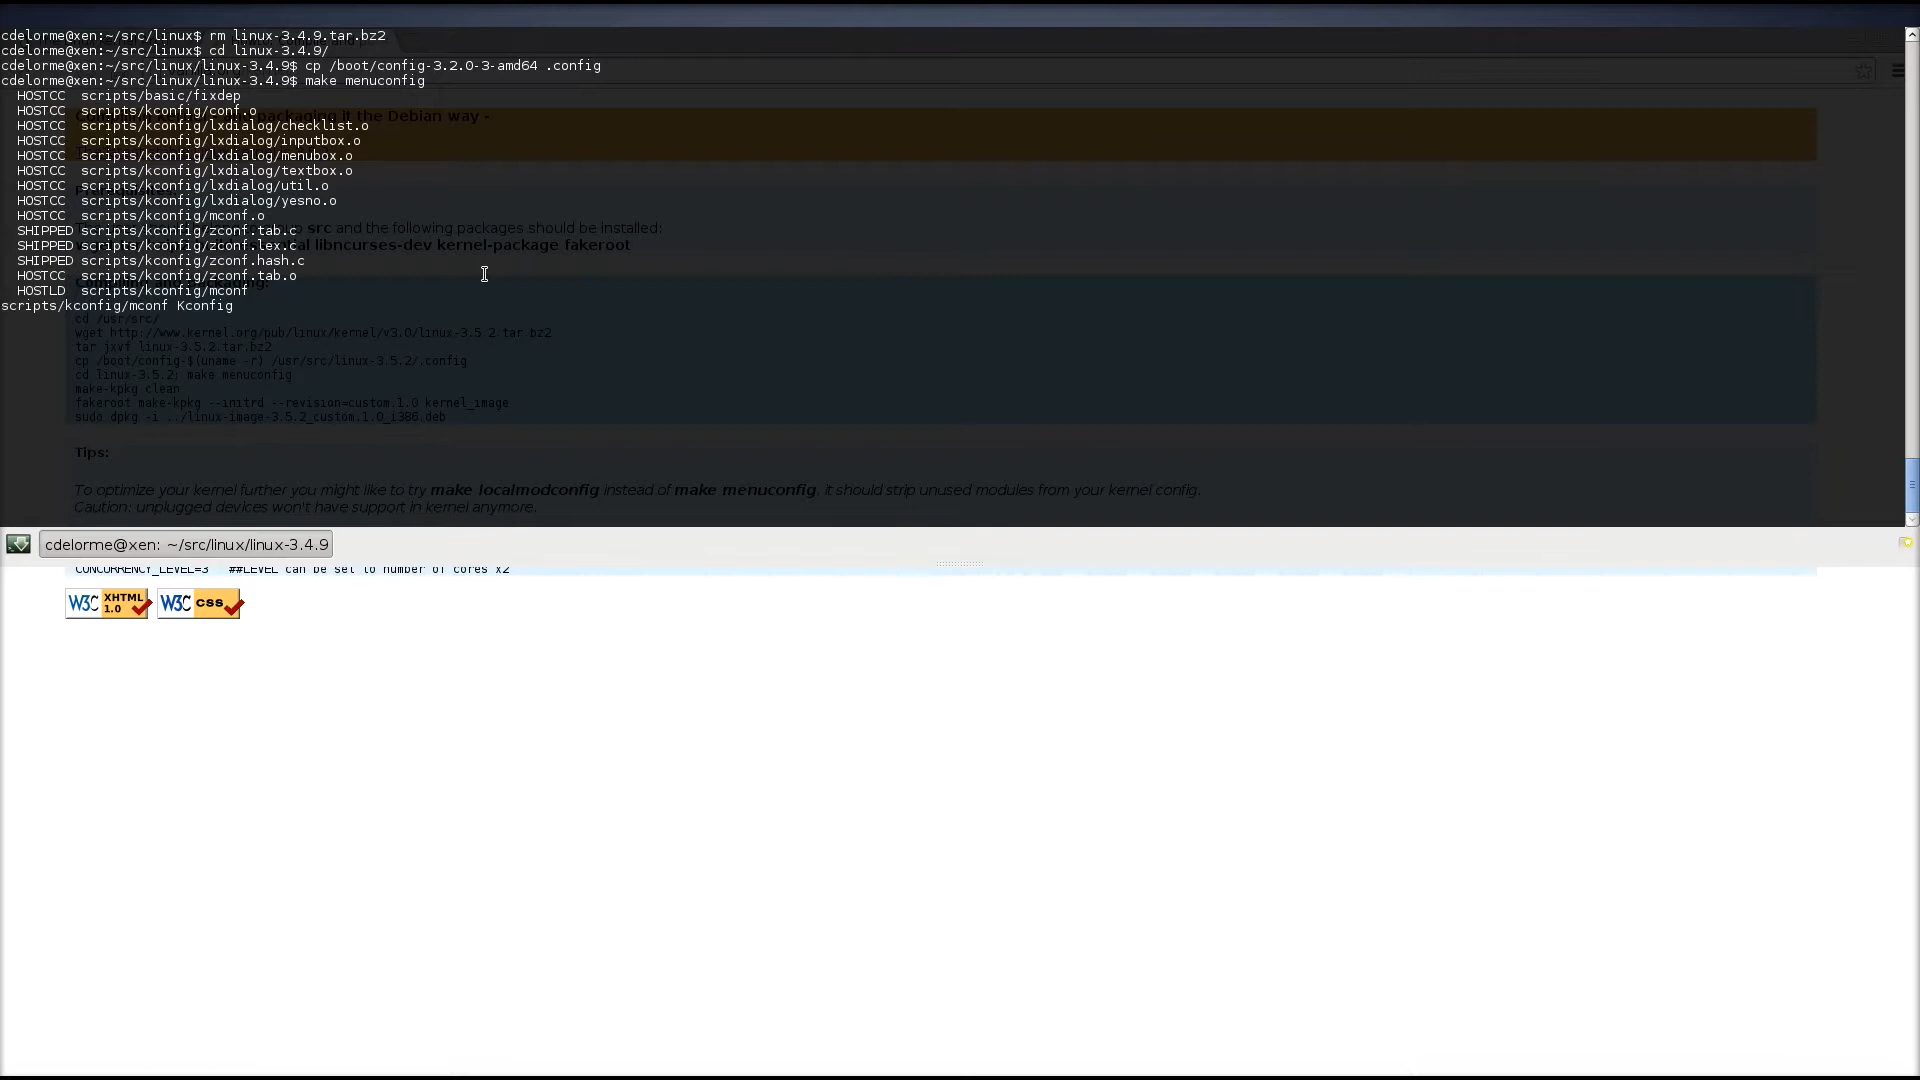 cdelorme@xen:~/src/linux$ rm linux-3.4.9.tar.bz2
cdelorme@xen:~/src/linux$ cd linux-3.4.9/
cdelorme@xen:~/src/linux/linux-3.4.9$ cp /boot/config-3.2.0-3-amd64 .config
cdelorme@xen:~/src/linux/linux-3.4.9$ make menuconfig
HOSTCC scripts/basic/fixdep
HOSTCC scripts/kconfig/conf.o
packaging it the Debian way -
HOSTCC scripts/kconfig/lxdialog/checklist.o
HOSTCC scripts/kconfig/lxdialog/inputbox.o
HOSTCC scripts/kconfig/lxdialog/menubox.o
HOSTCC scripts/kconfig/lxdialog/textbox.o
HOSTCC scripts/kconfig/lxdialog/util.o
HOSTCC scripts/kconfig/lxdialog/yesno.o
HOSTCC scripts/kconfig/mconf.o
SHIPPED scripts/kconfig/zconf.tab.c
src and the following packages should be installed:
SHIPPED scripts/kconfig/zconf.lex.c
libncurses-dev kernel-package fakeroot
SHIPPED scripts/kconfig/zconf.hash.c
HOSTCC scripts/kconfig/zconf.tab.o
HOSTLD scripts/kconfig/mconf
scripts/kconfig/mconf Kconfig
cd /usr/src/
wget http://www.kernel.org/pub/linux/kernel/v3.0/linux-3.5.2.tar.bz2
tar jxvf linux-3.5.2.tar.bz2
cp /boot/config-$(uname -r) /usr/src/linux-3.5.2/.config
cd linux-3.5.2; make menuconfig
make-kpkg clean
fakeroot make-kpkg --initrd --revision=custom.1.0 kernel_image
sudo dpkg -i ../linux-image-3.5.2_custom.1.0_i386.deb
Tips:
To optimize your kernel further you might like to try make localmodconfig instead of make menuconfig, it should strip unused modules from your kernel config.
Caution: unplugged devices won't have support in kernel anymore.
cdelorme@xen: ~/src/linux/linux-3.4.9
CONCURRENCY_LEVEL=3 ##LEVEL can be set to number of cores x2
W3C XHTML 1.0
W3C css